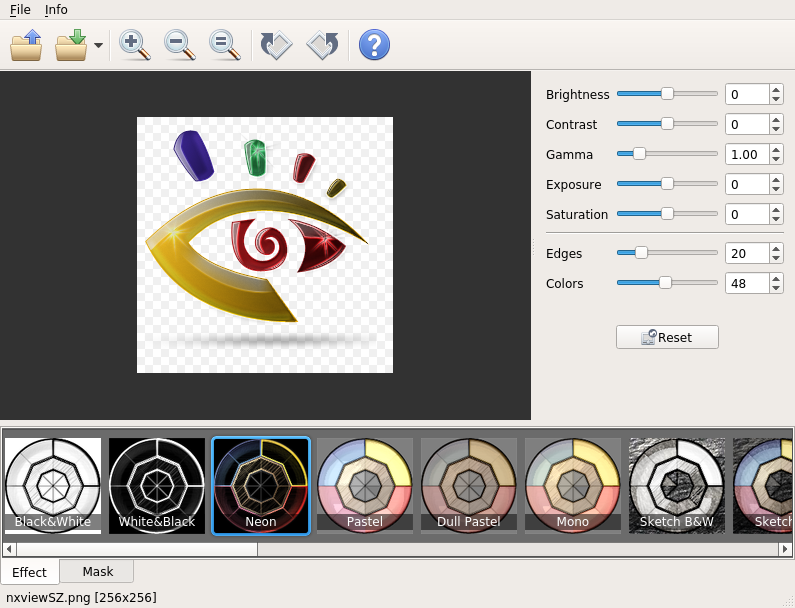 File Info
Brightness 0
Contrast 0
Gamma 1.00
Exposure 0
Saturation 0
Edges 20
Colors 48
Reset
Black&White White&Black Neon Pastel Dull Pastel Mono Sketch B&W Sketch
Effect Mask
nxviewSZ.png [256x256]